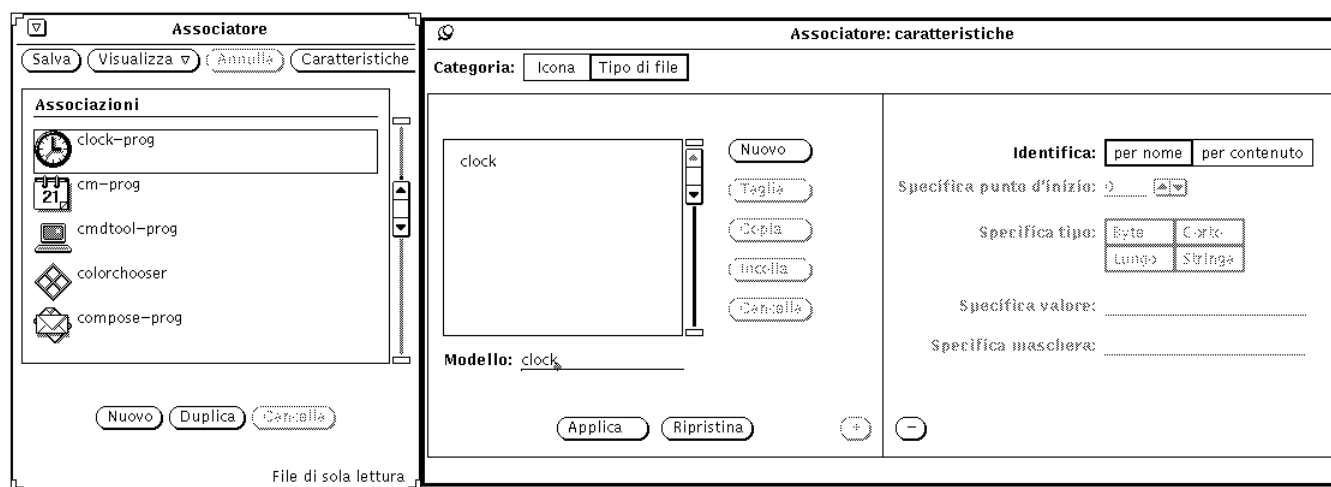 Associatore
Salva Visualizza Annulla Caratteristiche
Associazioni
clock-prog
cm-prog
21
cmdtool-prog
colorchooser
compose-prog
Nuovo Duplica Cancella
File di sola lettura
Associatore: caratteristiche
Categoria: Icona Tipo di file
clock
Nuovo
Taglia
Copia
Incolla
Cancella
Modello: clock
Applica Ripristina +
Identifica: per nome per contenuto
Specifica punto d'inizio: 0
Specifica tipo: Byte Corto
Lungo Stringa
Specifica valore:
Specifica maschera:
−